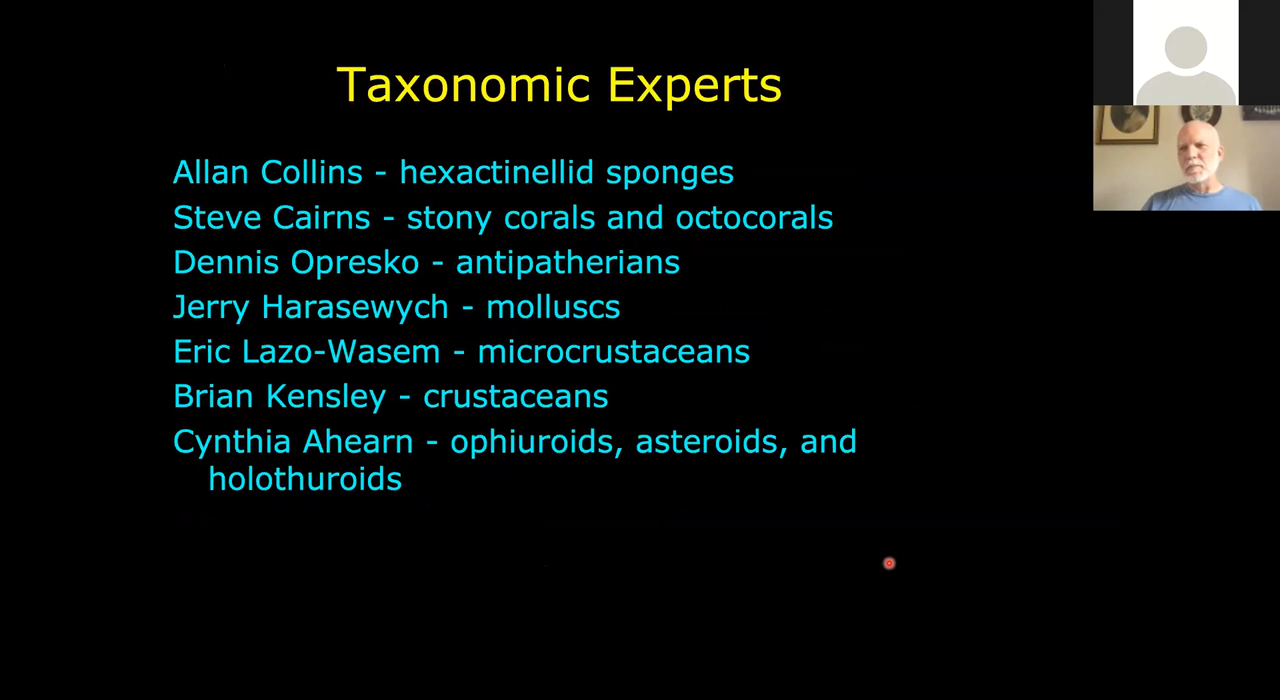 Taxonomic Experts
Allan Collins - hexactinellid sponges
Steve Cairns - stony corals and octocorals
Dennis Opresko - antipatherians
Jerry Harasewych - molluscs
Eric Lazo-Wasem - microcrustaceans
Brian Kensley - crustaceans
Cynthia Ahearn - ophiuroids, asteroids, and
holothuroids